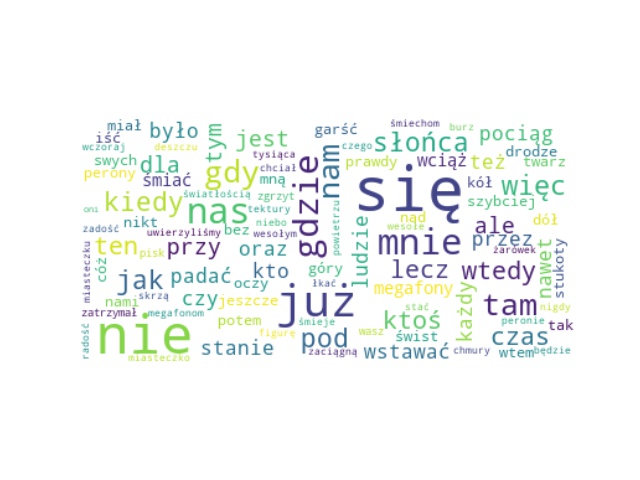 miał było tym jest garść śmiechom burz pociąg
iść słońca
wczoraj deszczu czego drodze
swych dla gdy tysiąca gdzie nam prawdy wciąż też twarz
perony śmiać chciał mną się kół więc
kiedy światłością zgrzyt szybciej
oni nas tektury powietrzu ludzie nąd dół
zadość nikt bez niebo wesołe ale
ten uwierzyliśmy wesołym mnie przez
miasteczku pisk przy oraz nawet stukoty żarówek
cóż jak padać kto góry lecz wtedy
skrzą oczy łkać
nami czy jeszcze już megafony każdy tam
zatrzymał megafonom stać nigdy
radość nie potem śmieje ktoś peronie tak
figurę pod wasz świst czas
stanie zaciągną wstawać chmury wtem będzie
miasteczko